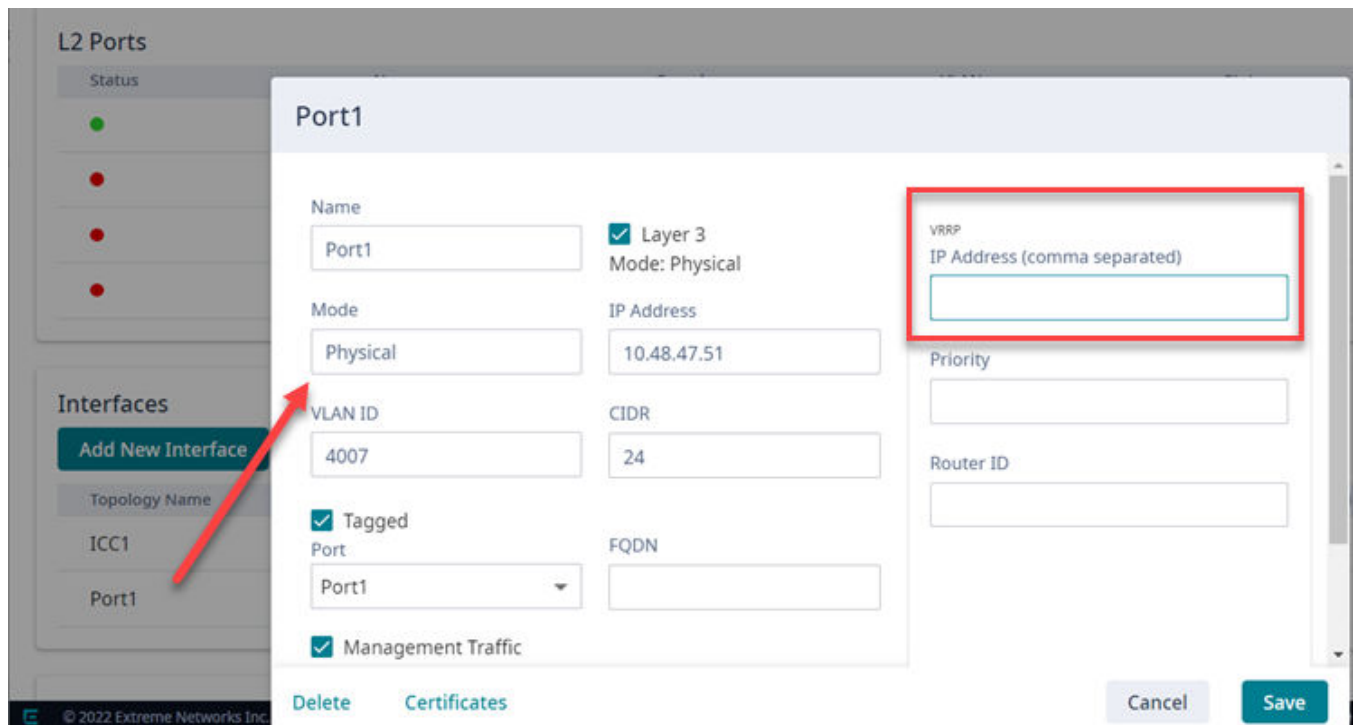 L2 Ports
Status
Port1
Name
Port1
Layer 3
Mode: Physical
VRRP
IP Address (comma separated)
Mode
Physical
IP Address
10.48.47.51
Priority
VLAN ID
4007
CIDR
24
Router ID
Tagged
Port
Port1
FQDN
Management Traffic
Interfaces
Add New Interface
Topology Name
ICC1
Port1
Delete
Certificates
Cancel
Save
© 2022 Extreme Networks Inc.